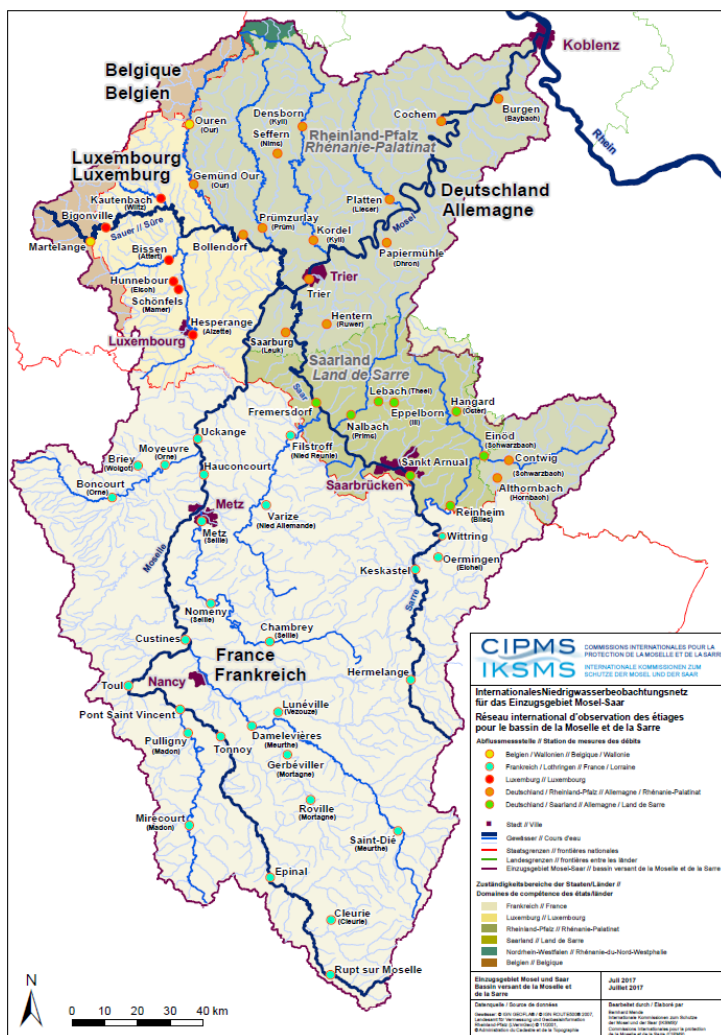 Koblenz
Belgique
Belgien
Burgen
(Baybach)
Densborn
(Kyll)
Cochem
Ouren
(Our)
Seffern
(Nims)
Rheinland-Pfalz
Rhénanie-Palatinat
Rhein
Luxembourg
Luxemburg
Gemünd Our
(Our)
Deutschland
Allemagne
Kautenbach
(Wiltz)
Platten
(Lieser)
Bigonville
Prümzurlay
(Prüm)
Kordel
(Kyll)
Mosel
Sauer // Sûre
Martelange
Bissen
(Attert)
Bollendorf
Papiermühle
(Dhron)
Hunnebour
(Eisch)
Trier
Trier
Schönfels
(Mamer)
Hentern
(Ruwer)
Hesperange
(Alzette)
Luxembourg
Saarburg
(Leuk)
Saarland
Land de Sarre
Saar
Lebach (Theel)
Hangard
(Oster)
Fremersdorf
Eppelborn
(Ill)
Nalbach
(Prims)
Uckange
Filstroff
(Nied Réunie)
Einöd
(Schwarzbach)
Moyeuvre
(Orne)
Briey
(Woigot)
Contwig
(Schwarzbach)
Hauconcourt
Sankt Arnual
Boncourt
(Orne)
Saarbrücken
Althornbach
(Hornbach)
Metz
Varize
(Nied Allemande)
Reinheim
(Blies)
Metz
(Seille)
Wittring
Moselle
Oermingen
(Eichel)
Keskastel
Sarre
Nomeny
(Seille)
Chambrey
(Seille)
Custines
France
Frankreich
Hermelange
Toul
Nancy
Lunéville
(Vezouze)
Pont Saint Vincent
Damelevières
(Meurthe)
Pulligny
(Madon)
Tonnoy
Gerbéviller
(Mortagne)
Roville
(Mortagne)
Mirecourt
(Madon)
Saint-Dié
(Meurthe)
Epinal
Cleurie
(Cleurie)
Rupt sur Moselle
N
0 10 20 40 km
CIPMS
COMMISSIONS INTERNATIONALES POUR LA
PROTECTION DE LA MOSELLE ET DE LA SARRE
IKSMS
INTERNATIONALE KOMMISSIONEN ZUM
SCHUTZE DER MOSEL UND DER SAAR
InternationalesNiedrigwasserbeobachtungsnetz
für das Einzugsgebiet Mosel-Saar
Réseau international d'observation des étiages
pour le bassin de la Moselle et de la Sarre
Abflussmessstelle // Station de mesures des débits
Belgien / Wallonien // Belgique / Wallonie
Frankreich / Lothringen // France / Lorraine
Luxemburg // Luxembourg
Deutschland / Rheinland-Pfalz // Allemagne / Rhénanie-Palatinat
Deutschland / Saarland // Allemagne / Land de Sarre
Stadt // Ville
Gewässer // Cours d'eau
Staatsgrenzen // frontières nationales
Landesgrenzen // frontières entre les länder
Einzugsgebiet Mosel-Saar // bassin versant de la Moselle et de la Sarre
Zuständigkeitsbereiche der Staaten/Länder //
Domaines de compétence des états/länder
Frankreich // France
Luxemburg // Luxembourg
Rheinland-Pfalz // Rhénanie-Palatinat
Saarland // Land de Sarre
Nordrhein-Westfalen // Rhénanie-du-Nord-Westphalie
Belgien // Belgique
Einzugsgebiet Mosel und Saar
Bassin versant de la Moselle et
de la Sarre
Juli 2017
Juillet 2017
Datenquelle / Source de données
Bearbeitet durch / Elaboré par